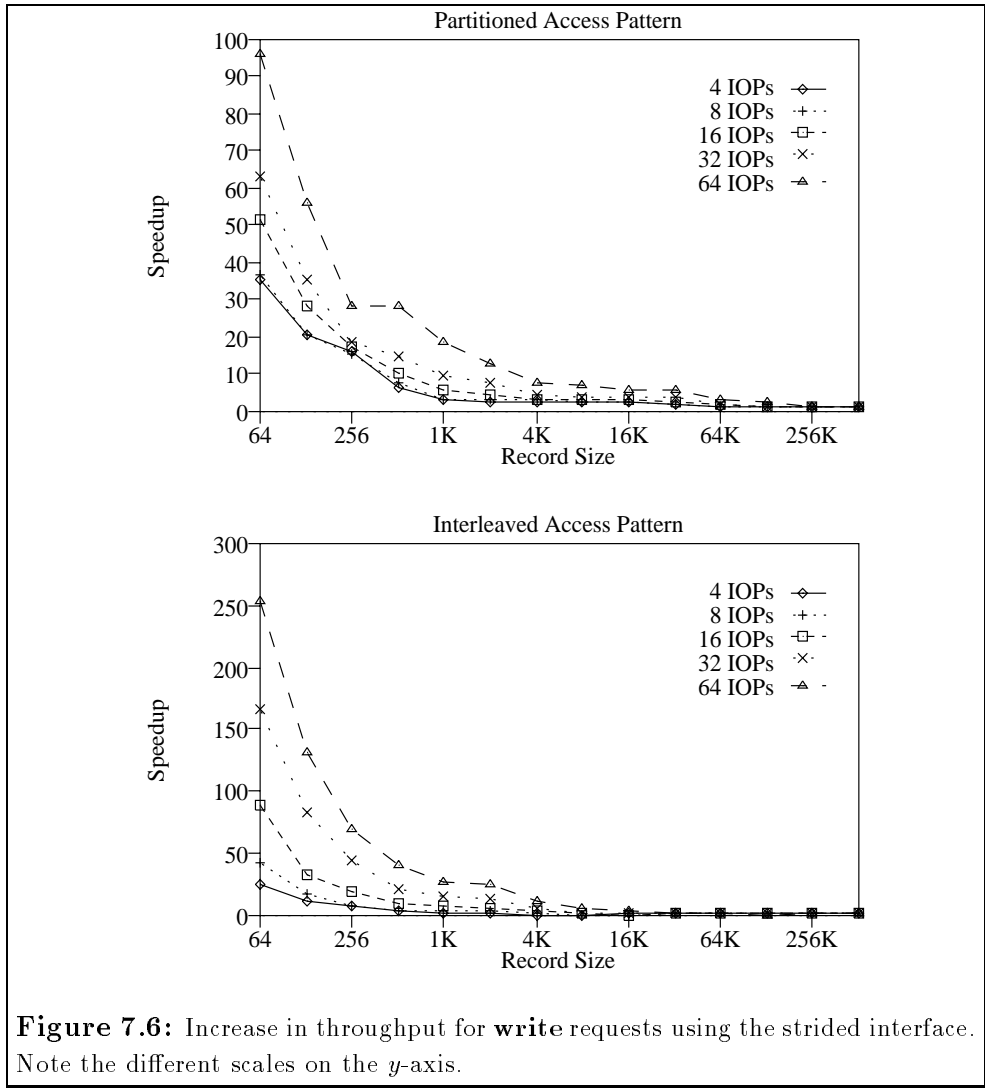 Partitioned Access Pattern
100
90
80
70
60
50
40
30
20
10
0
Speedup
4 IOPs
8 IOPs
16 IOPs
32 IOPs
64 IOPs
64 256 1K 4K 16K 64K 256K
Record Size
Interleaved Access Pattern
300
250
200
150
100
50
0
Speedup
4 IOPs
8 IOPs
16 IOPs
32 IOPs
64 IOPs
64 256 1K 4K 16K 64K 256K
Record Size
Figure 7.6: Increase in throughput for write requests using the strided interface.
Note the different scales on the y-axis.